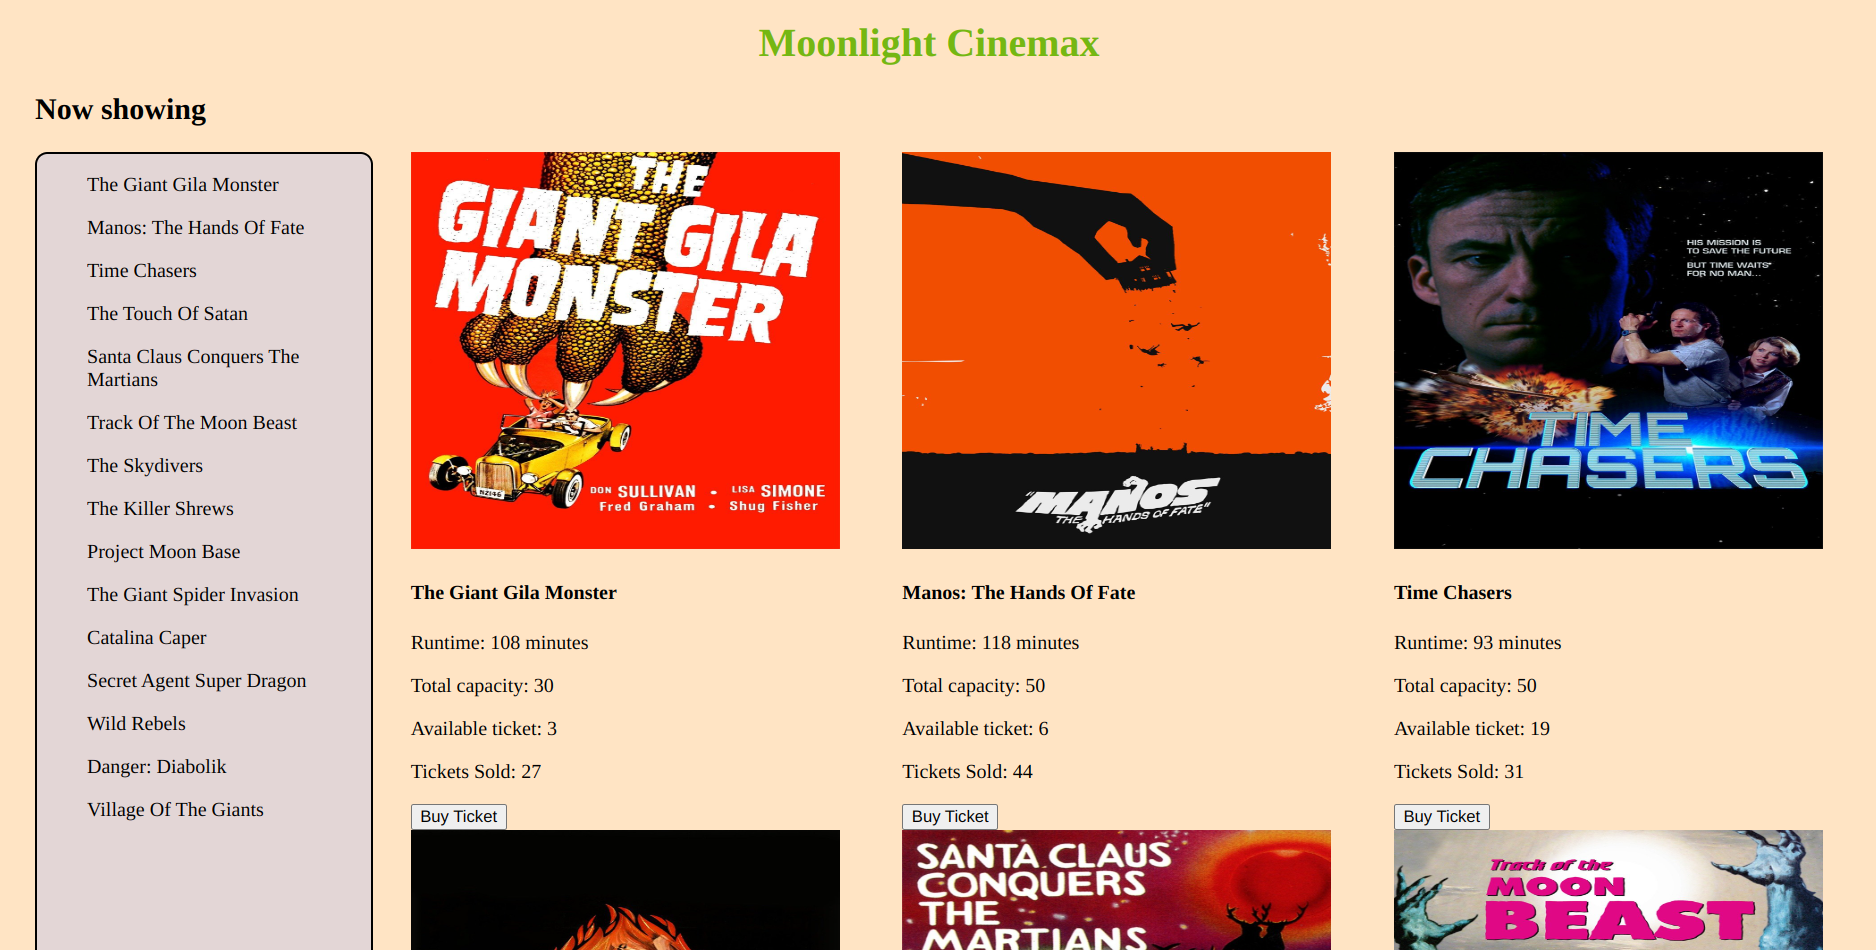 Moonlight Cinemax
Now showing
The Giant Gila Monster
Manos: The Hands Of Fate
Time Chasers
The Touch Of Satan
Santa Claus Conquers The
Martians
Track Of The Moon Beast
The Skydivers
The Killer Shrews
Project Moon Base
The Giant Spider Invasion
Catalina Caper
Secret Agent Super Dragon
Wild Rebels
Danger: Diabolik
Village Of The Giants
THE
GIANT GILA
MONSTER
N2146
DON SULLIVAN • LISA SIMONE
Fred Graham • Shug Fisher
The Giant Gila Monster
Runtime: 108 minutes
Total capacity: 30
Available ticket: 3
Tickets Sold: 27
Buy Ticket
"MANOS
THE HANDS OF FATE"
Manos: The Hands Of Fate
Runtime: 118 minutes
Total capacity: 50
Available ticket: 6
Tickets Sold: 44
Buy Ticket
HIS MISSION IS
TO SAVE THE FUTURE
BUT TIME WAITS
FOR NO MAN...
TIME
CHASERS
Time Chasers
Runtime: 93 minutes
Total capacity: 50
Available ticket: 19
Tickets Sold: 31
Buy Ticket
SANTA CLAUS
CONQUERS
THE
MARTIANS
Track of the
MOON
BEAST